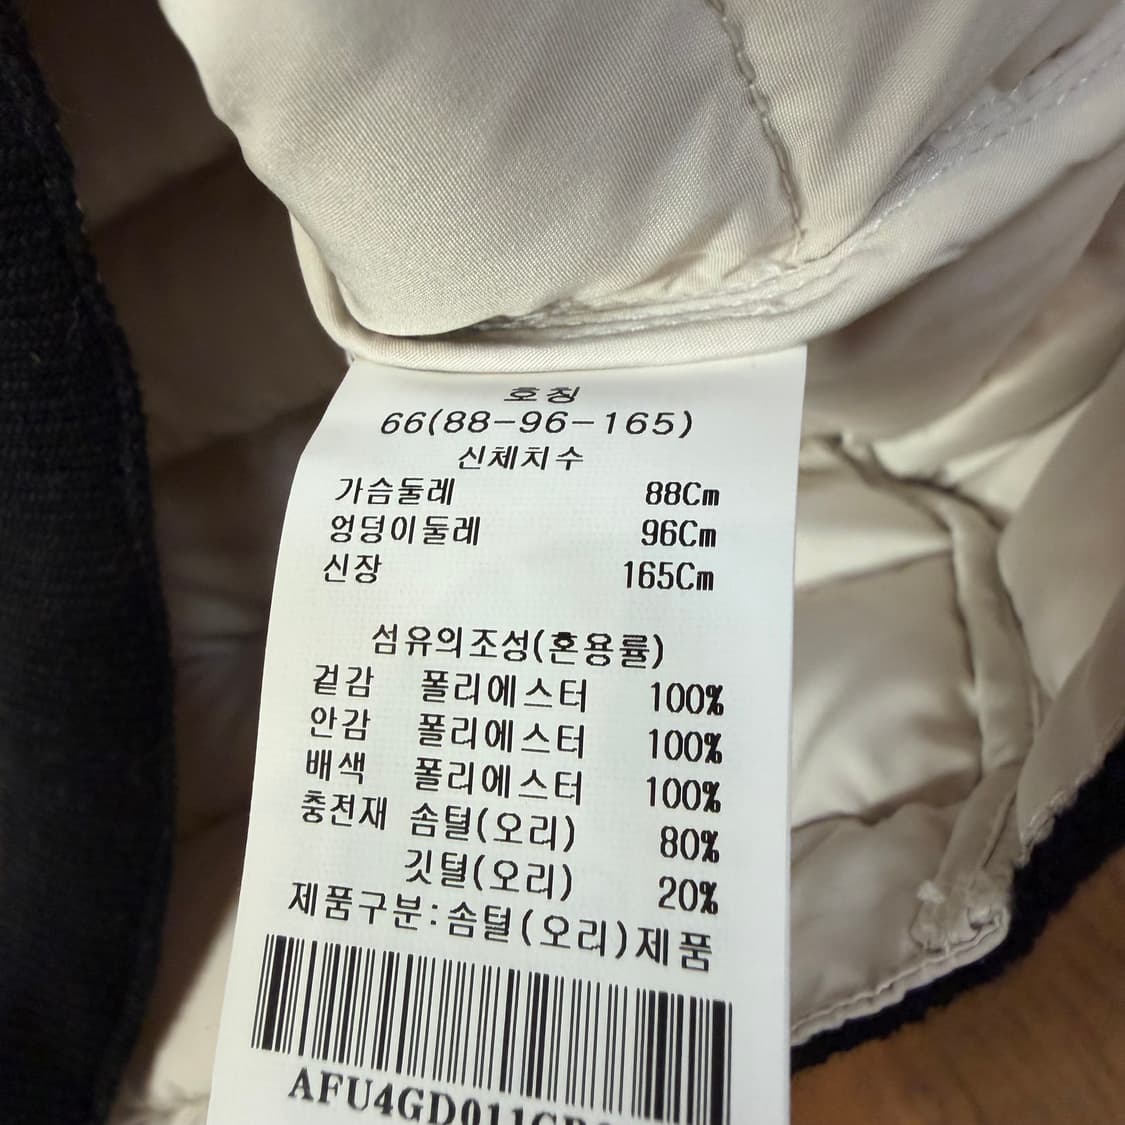 호칭
66(88-96-165)
신체치수
가슴둘레 88Cm
엉덩이둘레 96Cm
신장 165Cm
섬유의조성(혼용률)
겉감 폴리에스터 100%
안감 폴리에스터 100%
배색 폴리에스터 100%
충전재 솜털(오리) 80%
깃털(오리) 20%
제품구분:솜털(오리)제품